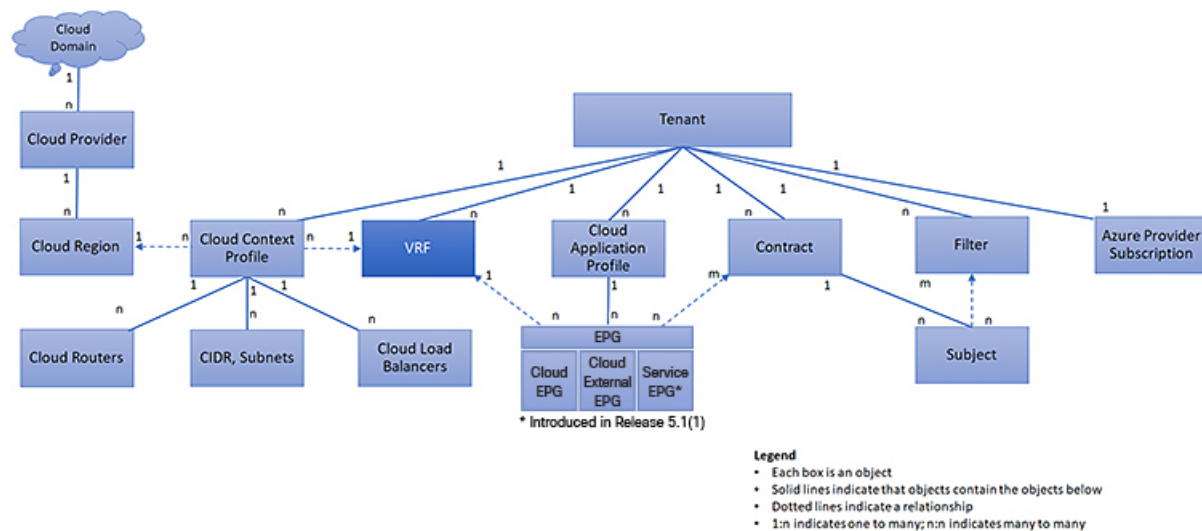 Cloud
Domain
1
n
Cloud Provider
Tenant
1
1
1
1
1
1
1
n
n
n
n
n
n
1
Cloud Region
1
n
Cloud Context
Profile
n
1
VRF
Cloud
Application
Profile
Contract
Filter
Azure Provider
Subscription
1
1
1
1
1
m
1
m
n
n
n
n
n
n
n
n
Cloud Routers
CIDR, Subnets
Cloud Load
Balancers
EPG
Cloud
EPG
Cloud
External
EPG
Service
EPG*
Subject
* Introduced in Release 5.1(1)
Legend
• Each box is an object
• Solid lines indicate that objects contain the objects below
• Dotted lines indicate a relationship
• 1:n indicates one to many; n:n indicates many to many